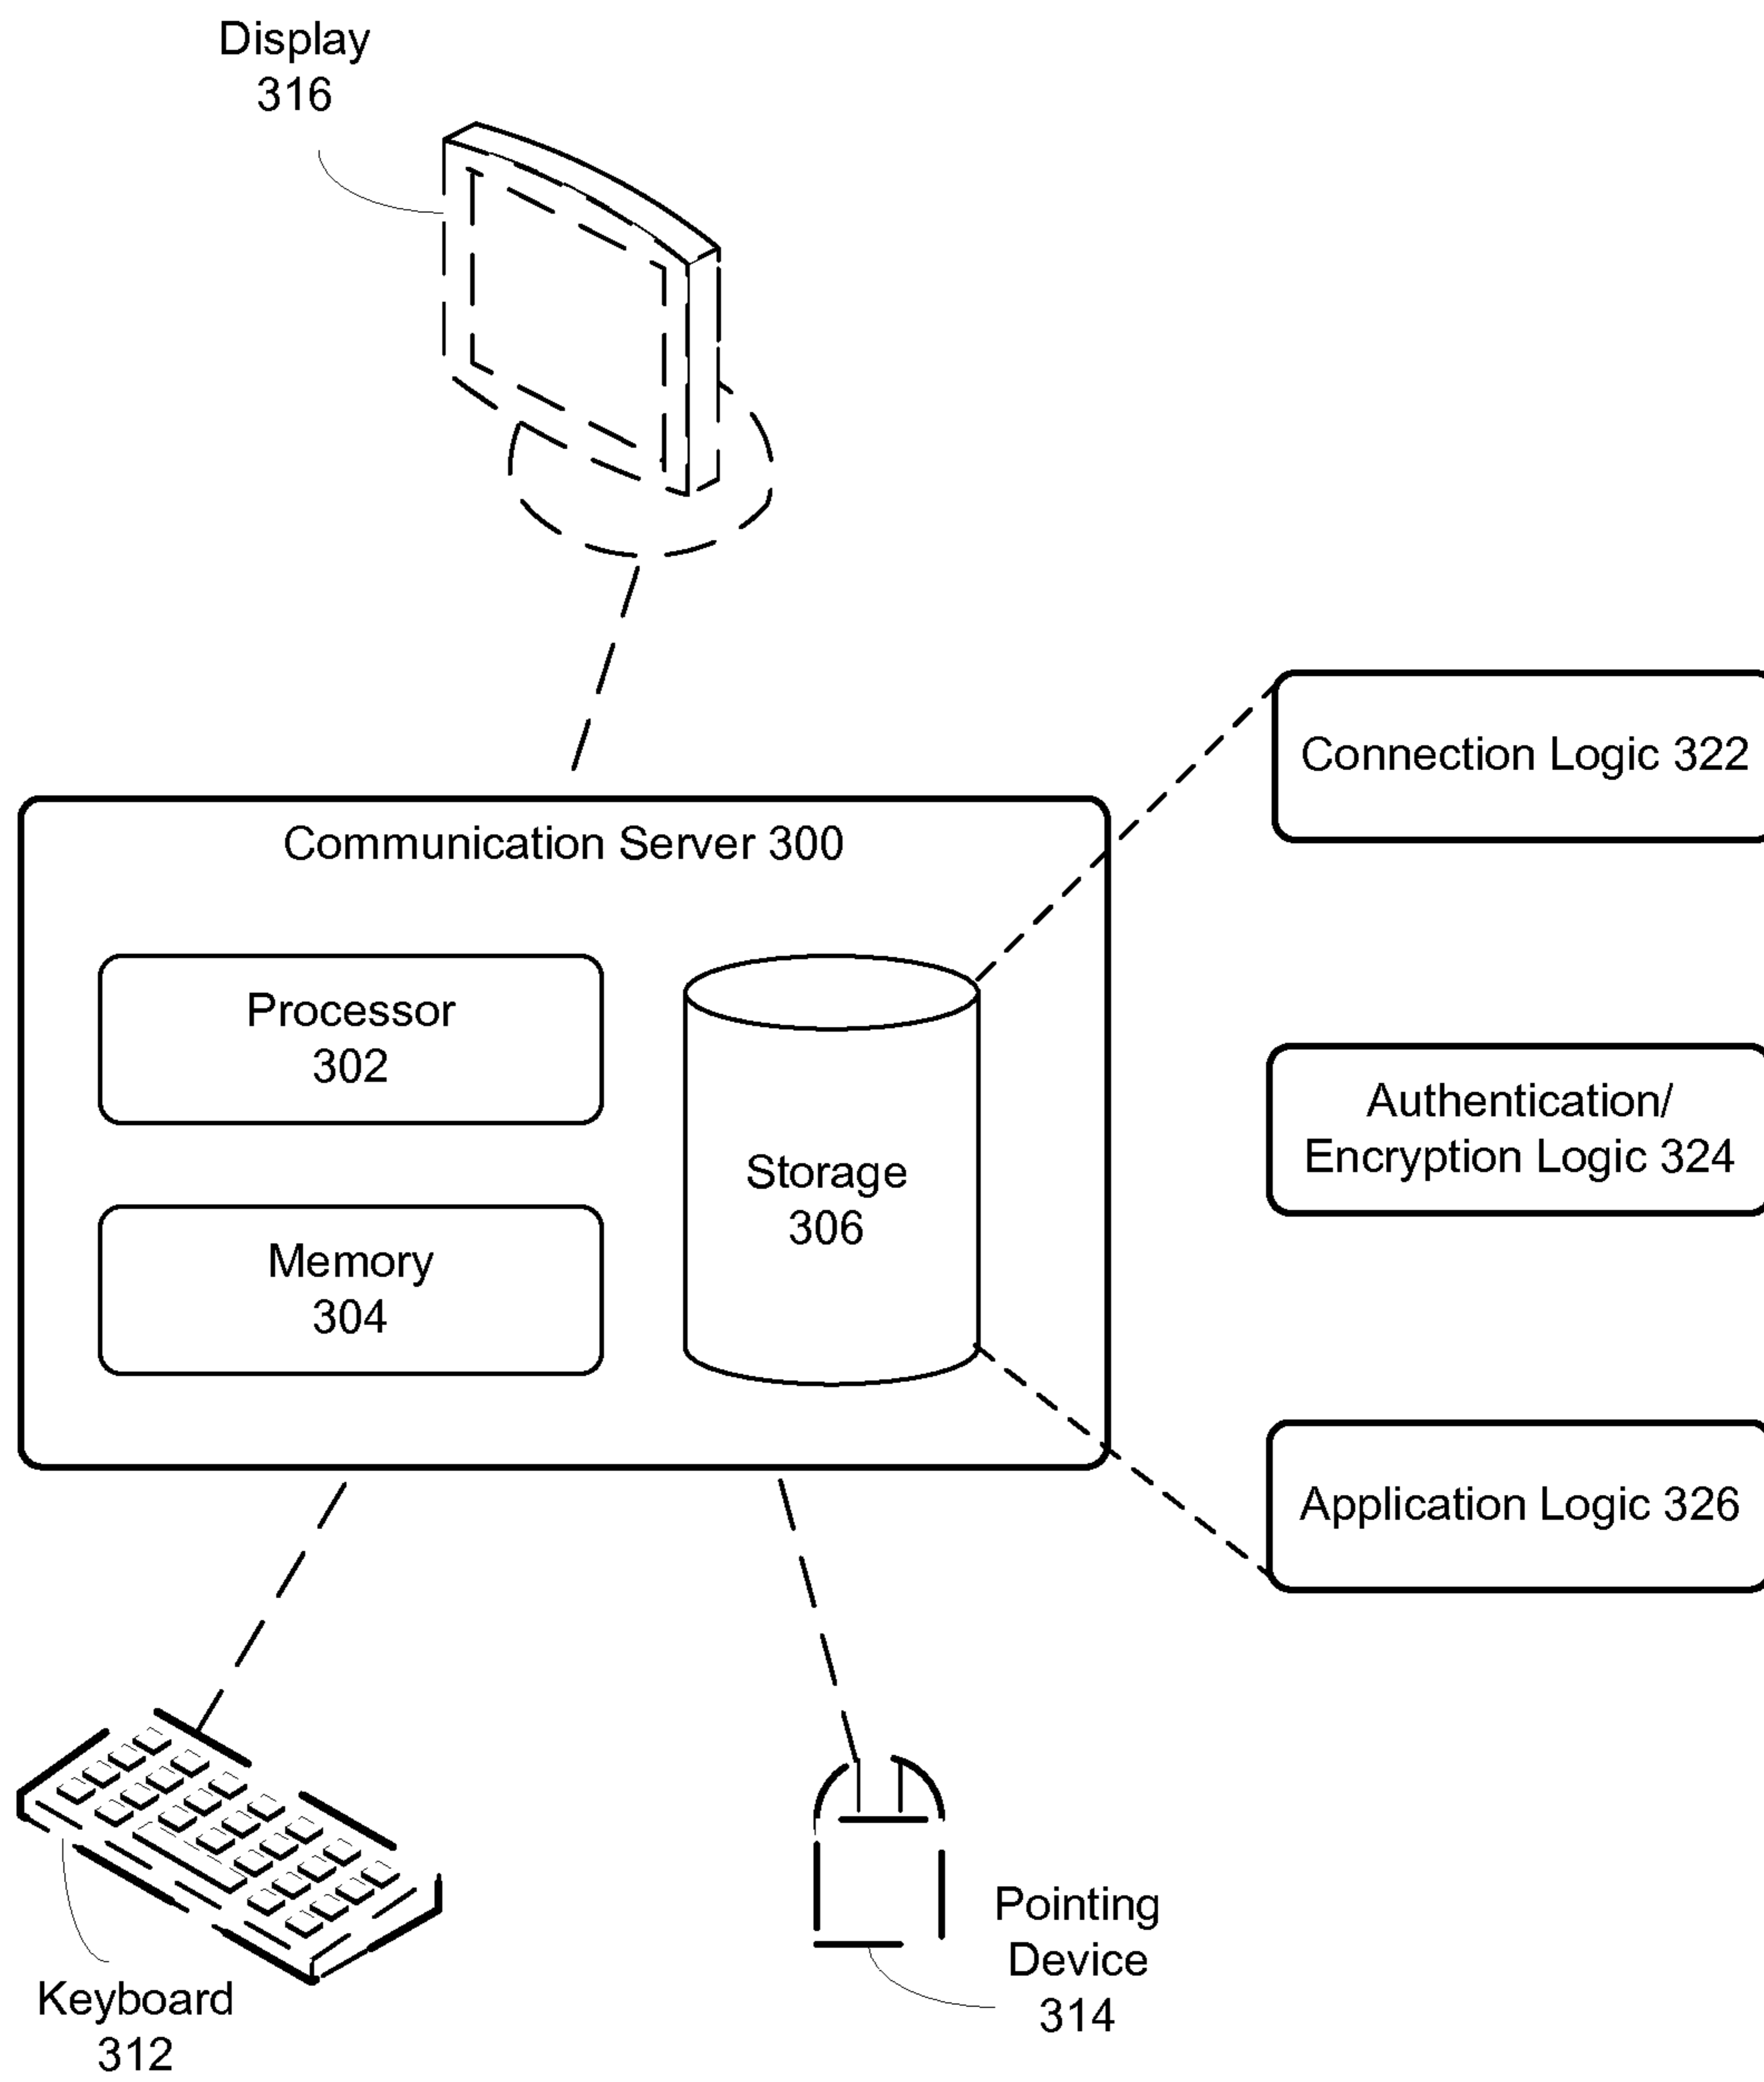 Display
316
Connection Logic 322
Communication Server 300
Processor
302
Authentication/
Encryption Logic 324
Storage
306
Memory
304
Application Logic 326
Pointing
Device
314
Keyboard
312